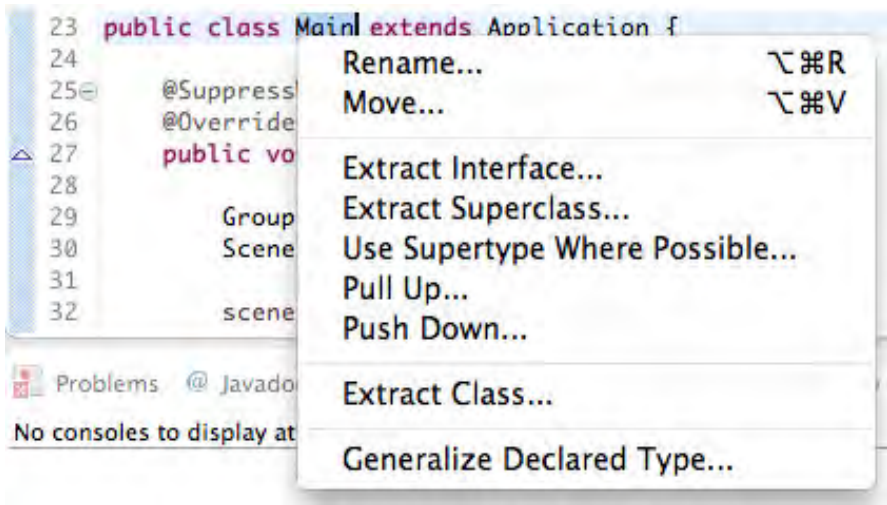 23 public class Main extends Application {
24
25 @Suppress
26 @Override
27 public vo
28
29 Group
30 Scene
31
32 scene
Rename... ⌥⌘R
Move... ⌥⌘V
Extract Interface...
Extract Superclass...
Use Supertype Where Possible...
Pull Up...
Push Down...
Extract Class...
Generalize Declared Type...
Problems @ Javado
No consoles to display at